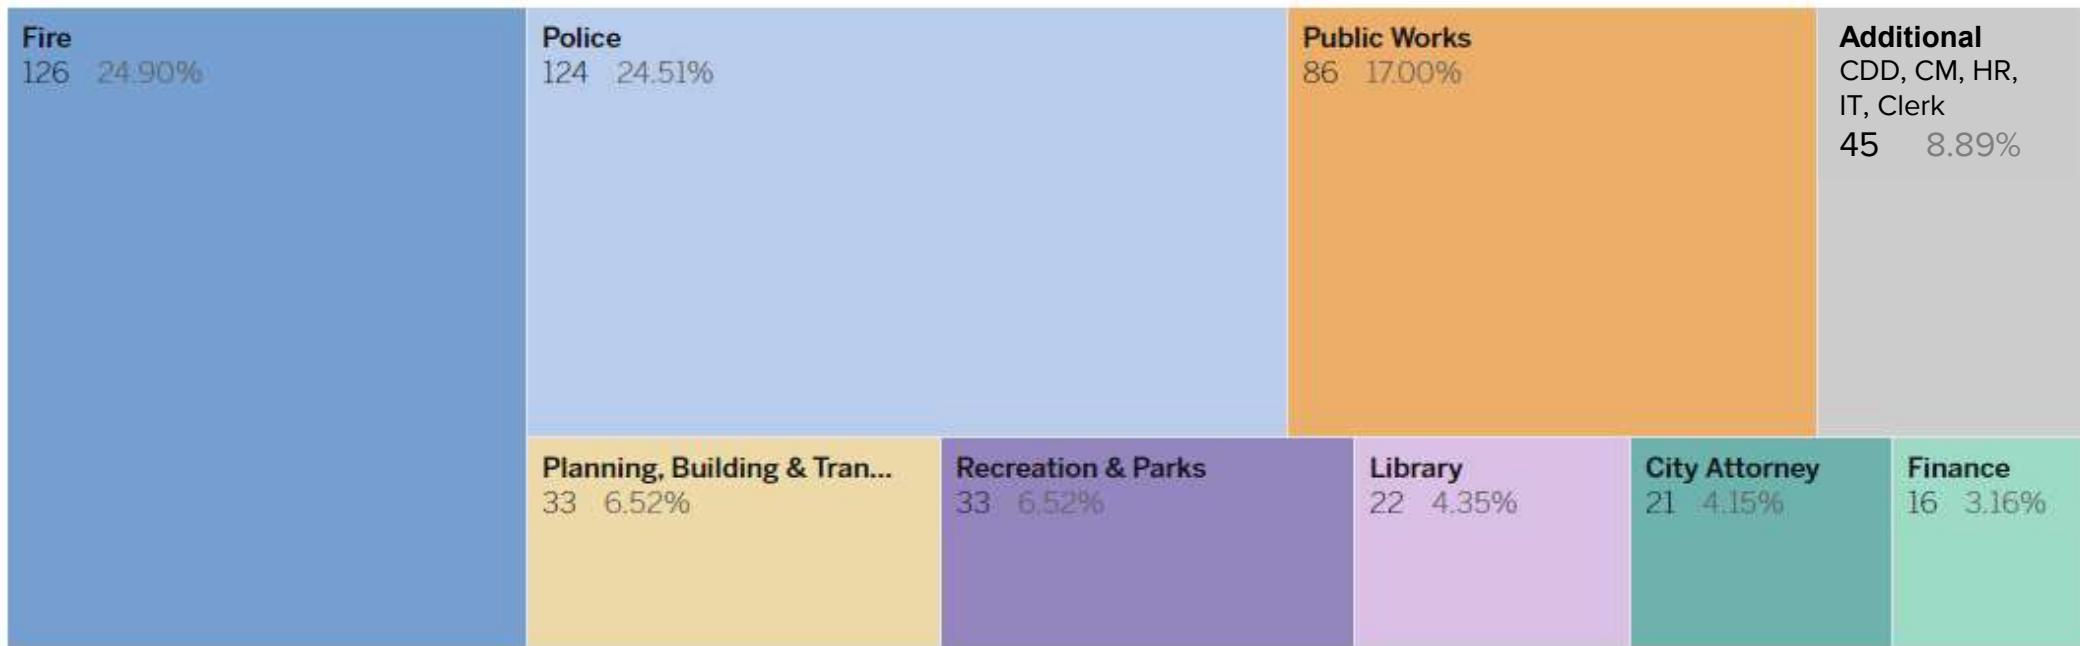 Fire
126 24.90%
Police
124 24.51%
Public Works
86 17.00%
Additional
CDD, CM, HR,
IT, Clerk
45 8.89%
Planning, Building & Tran...
33 6.52%
Recreation & Parks
33 6.52%
Library
22 4.35%
City Attorney
21 4.15%
Finance
16 3.16%